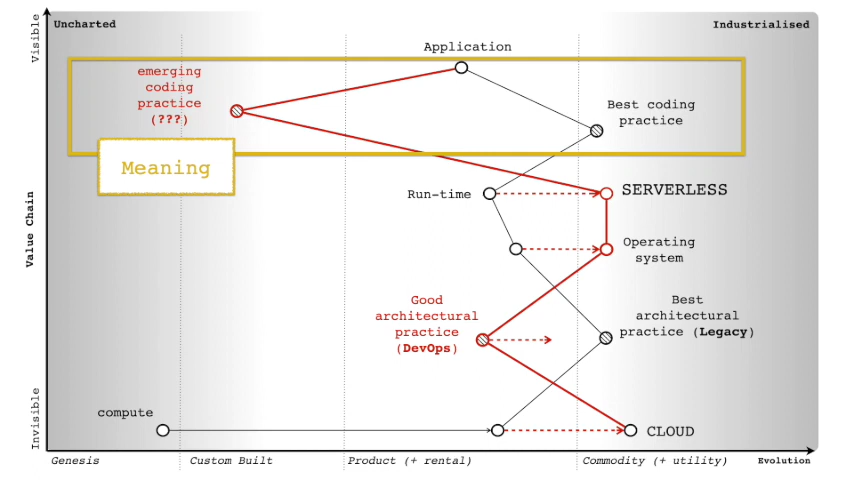 Visible
Uncharted
Industrialised
Application
emerging
coding
practice
(???)
Best coding
practice
Meaning
Run-time
SERVERLESS
Value Chain
Operating
system
Good
architectural
practice
(DevOps)
Best
architectural
practice (Legacy)
Invisible
compute
CLOUD
Genesis
Custom Built
Product (+ rental)
Commodity (+ utility)
Evolution